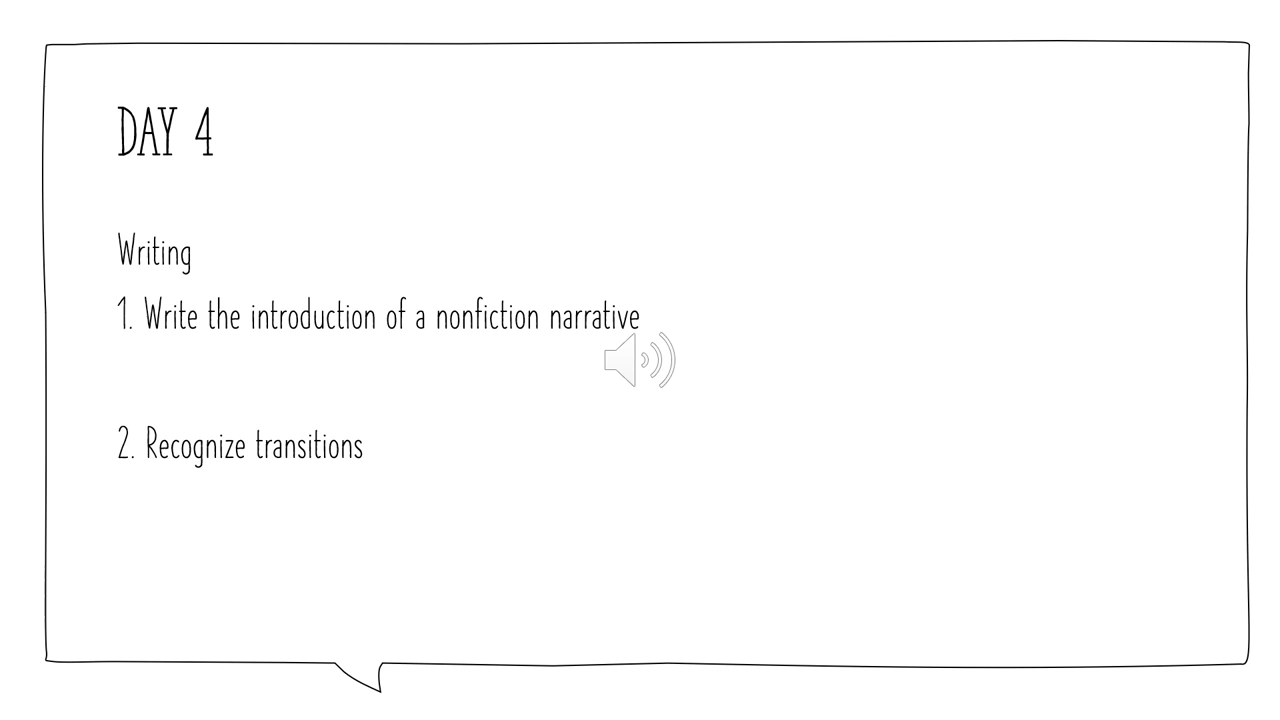 DAY 4
Writing
1. Write the introduction of a nonfiction narrative
2. Recognize transitions